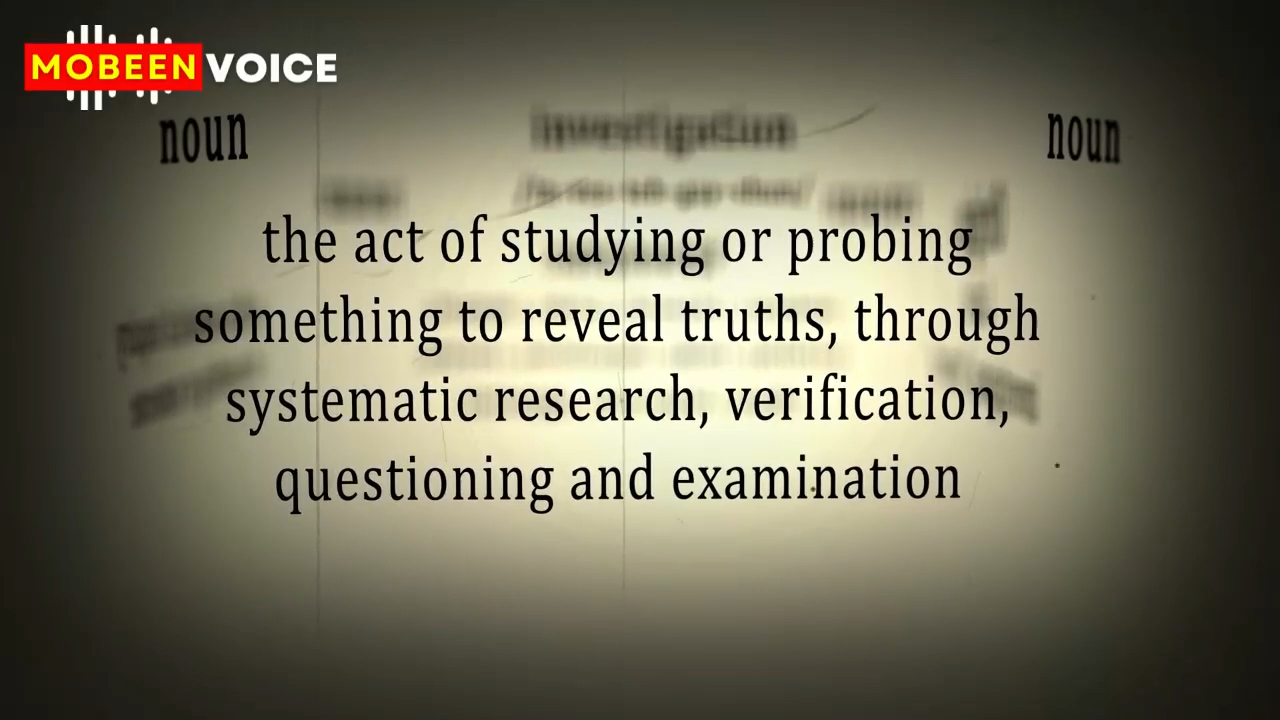 MOBEEN VOICE
noun
Investigation
noun
the act of studying or probing
something to reveal truths, through
systematic research, verification,
questioning and examination